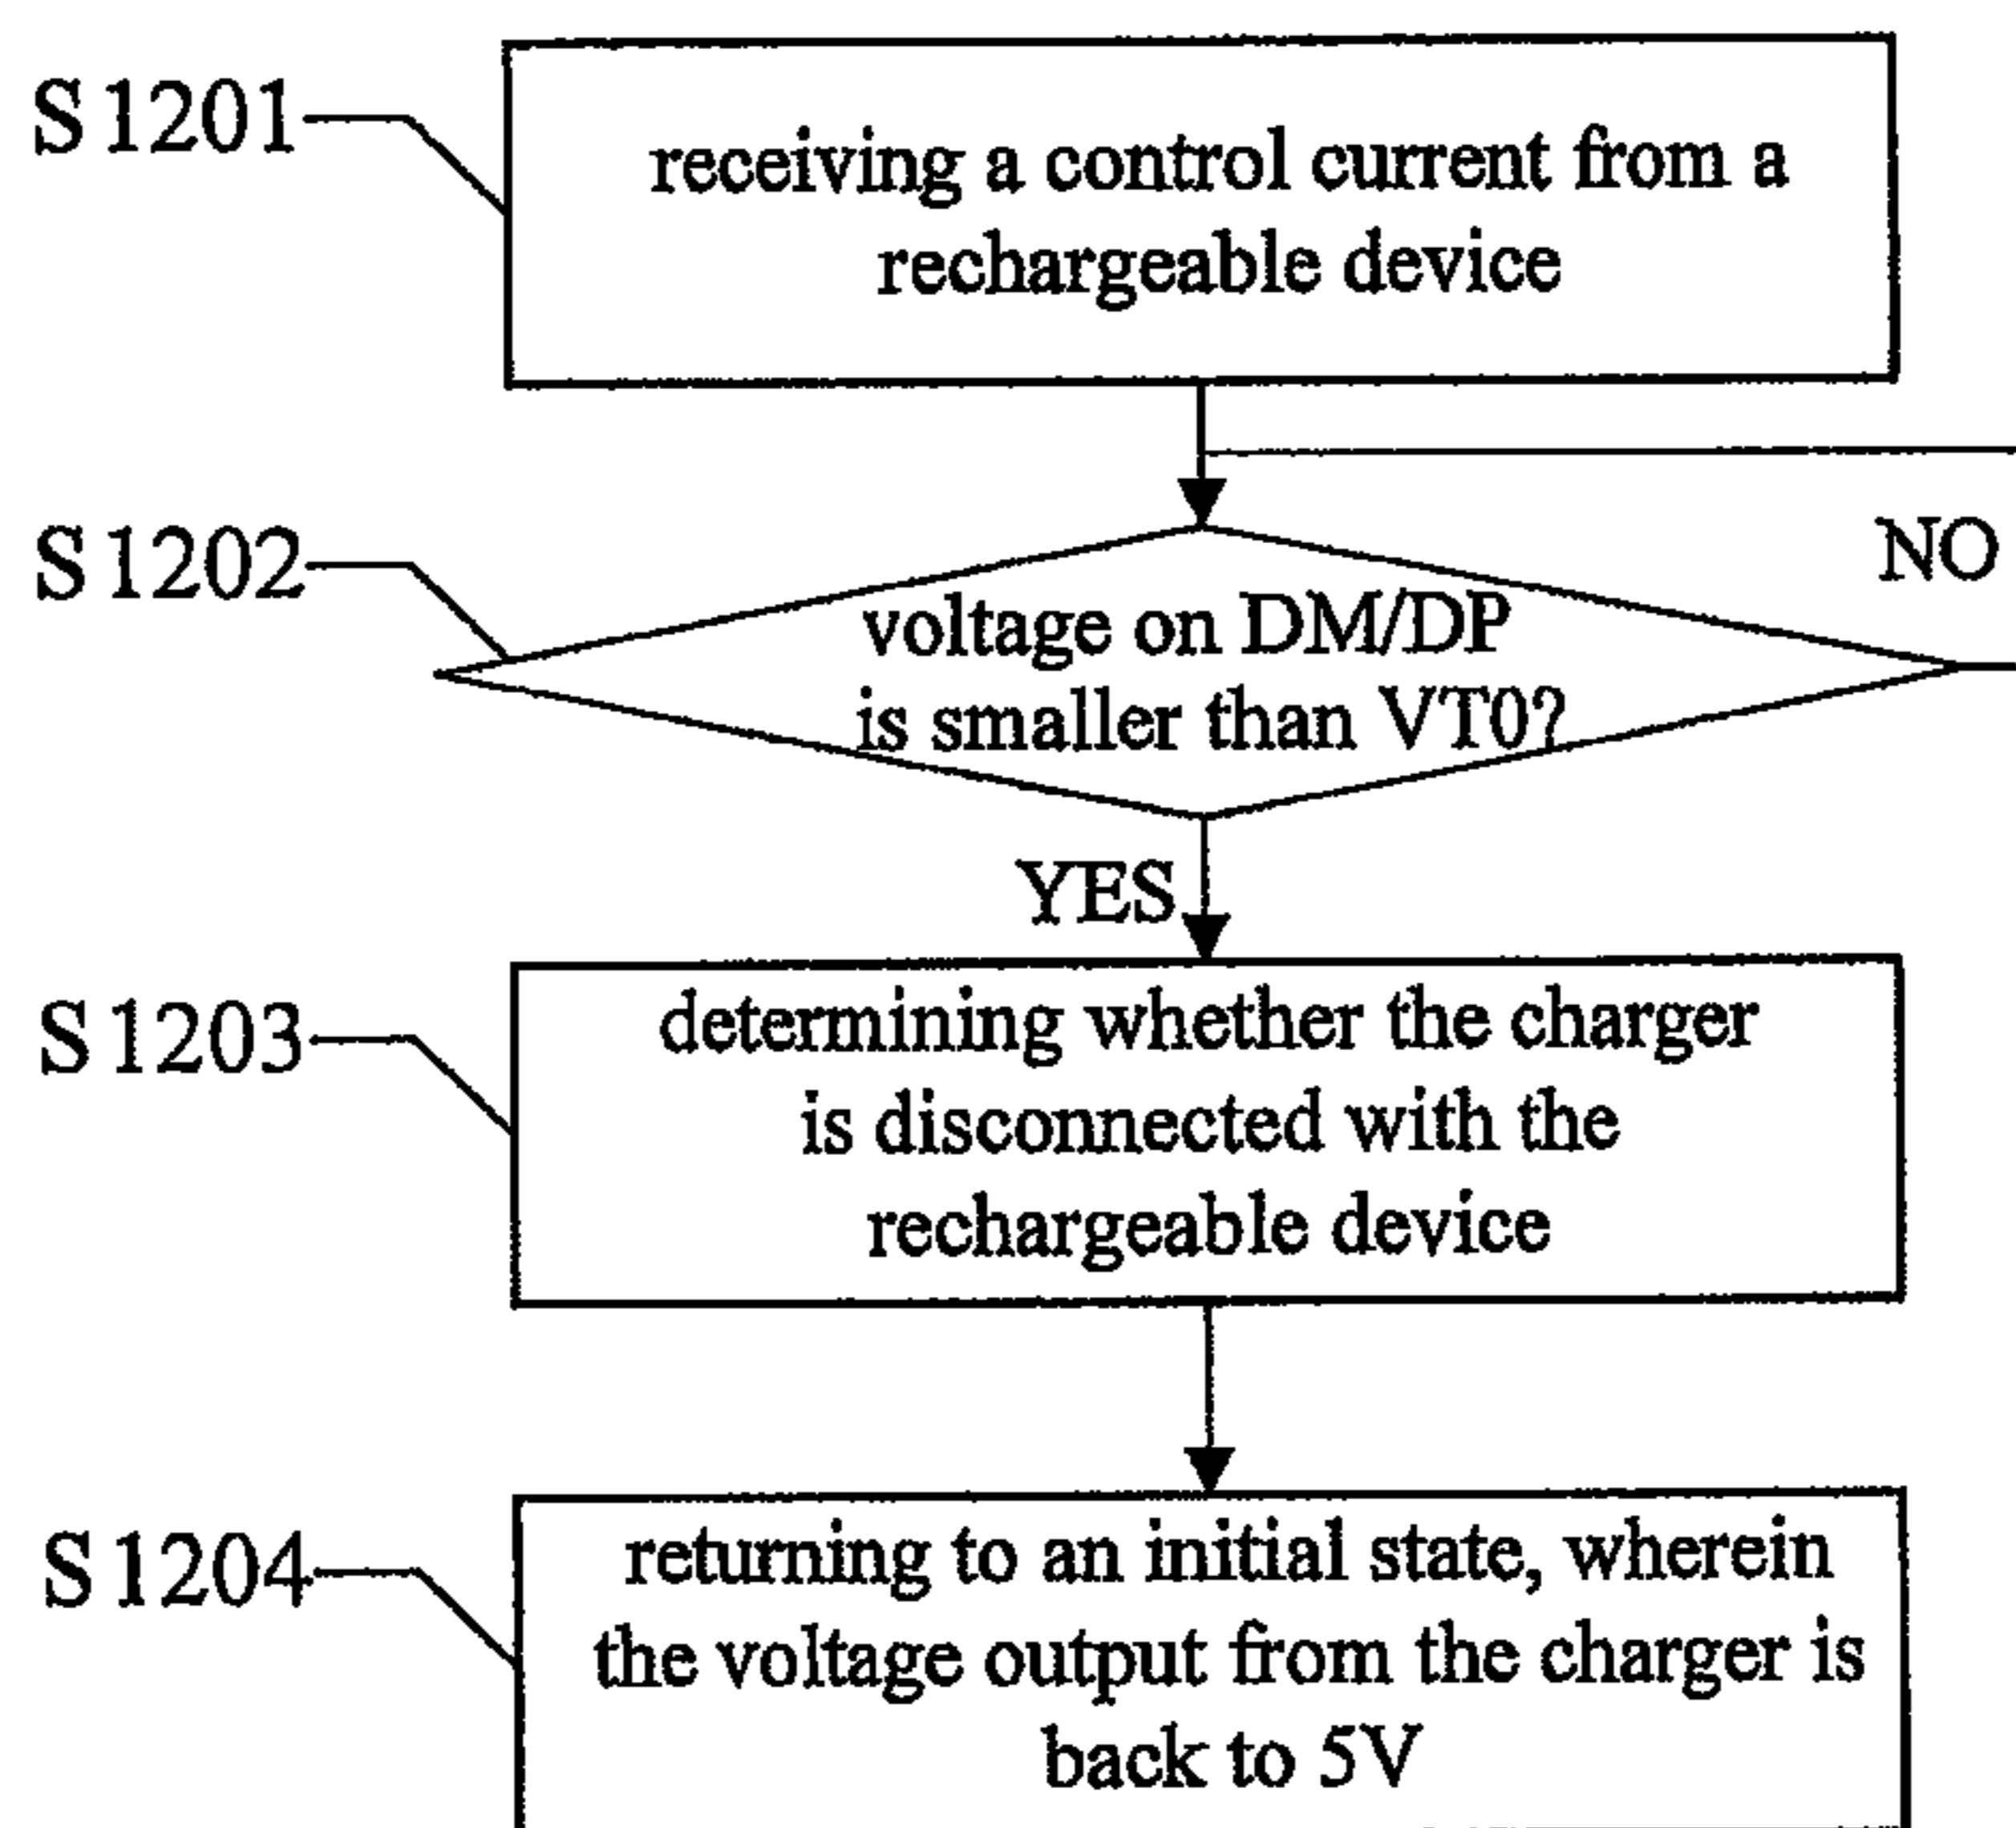 S1201
receiving a control current from a
rechargeable device
NO
S1202
voltage on DM/DP
is smaller than VT0?
YES
S1203
determining whether the charger
is disconnected with the
rechargeable device
S1204
returning to an initial state, wherein
the voltage output from the charger is
back to 5V